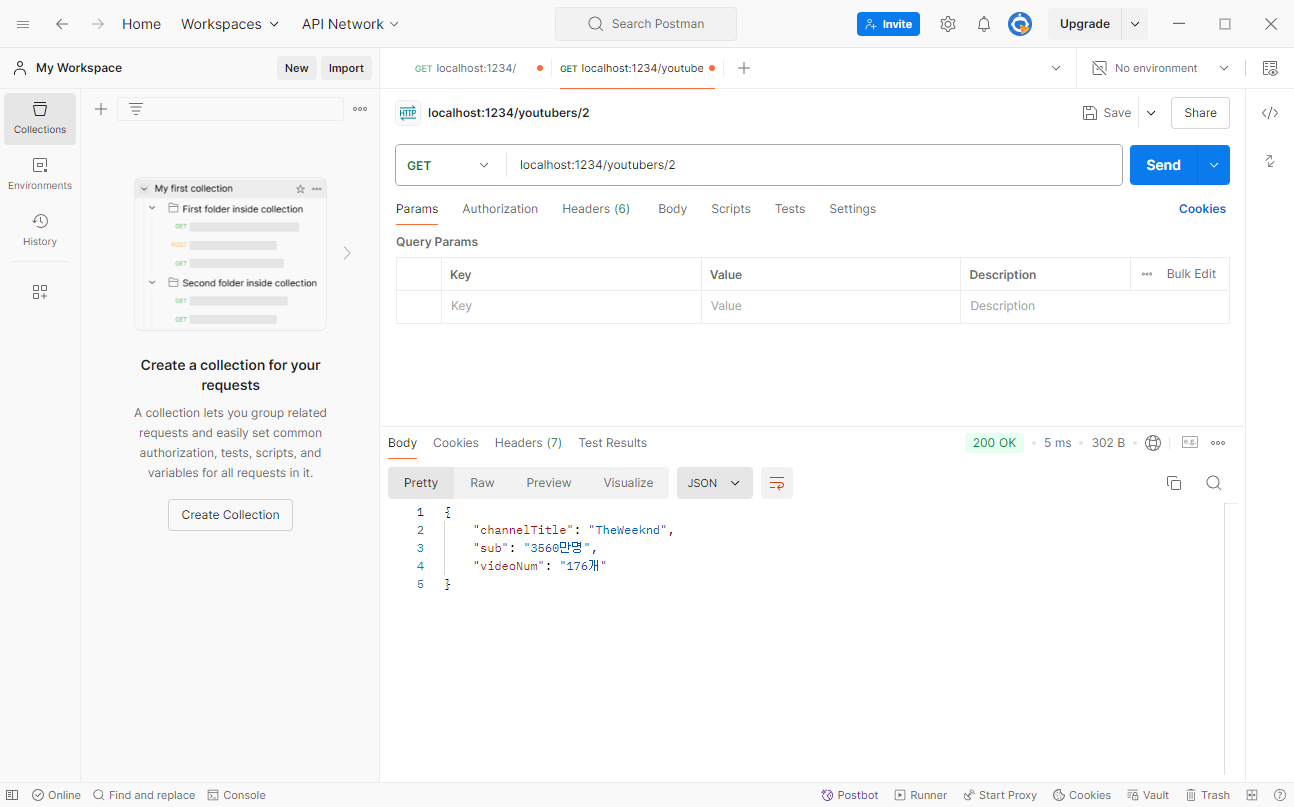 Home Workspaces API Network Search Postman Invite Upgrade
My Workspace New Import GET localhost:1234/ GET localhost:1234/youtube No environment
Collections
Environments
History
My first collection
First folder inside collection
GET
POST
GET
Second folder inside collection
GET
GET
Create a collection for your
requests
A collection lets you group related
requests and easily set common
authorization, tests, scripts, and
variables for all requests in it.
Create Collection
HTTP localhost:1234/youtubers/2 Save Share
GET localhost:1234/youtubers/2 Send
Params Authorization Headers (6) Body Scripts Tests Settings Cookies
Query Params
Key Value Description Bulk Edit
Key Value Description
Body Cookies Headers (7) Test Results 200 OK 5 ms 302 B e.g.
Pretty Raw Preview Visualize JSON
1 {
2 "channelTitle": "TheWeeknd",
3 "sub": "3560만명",
4 "videoNum": "176개"
5 }
Online Find and replace Console Postbot Runner Start Proxy Cookies Vault Trash